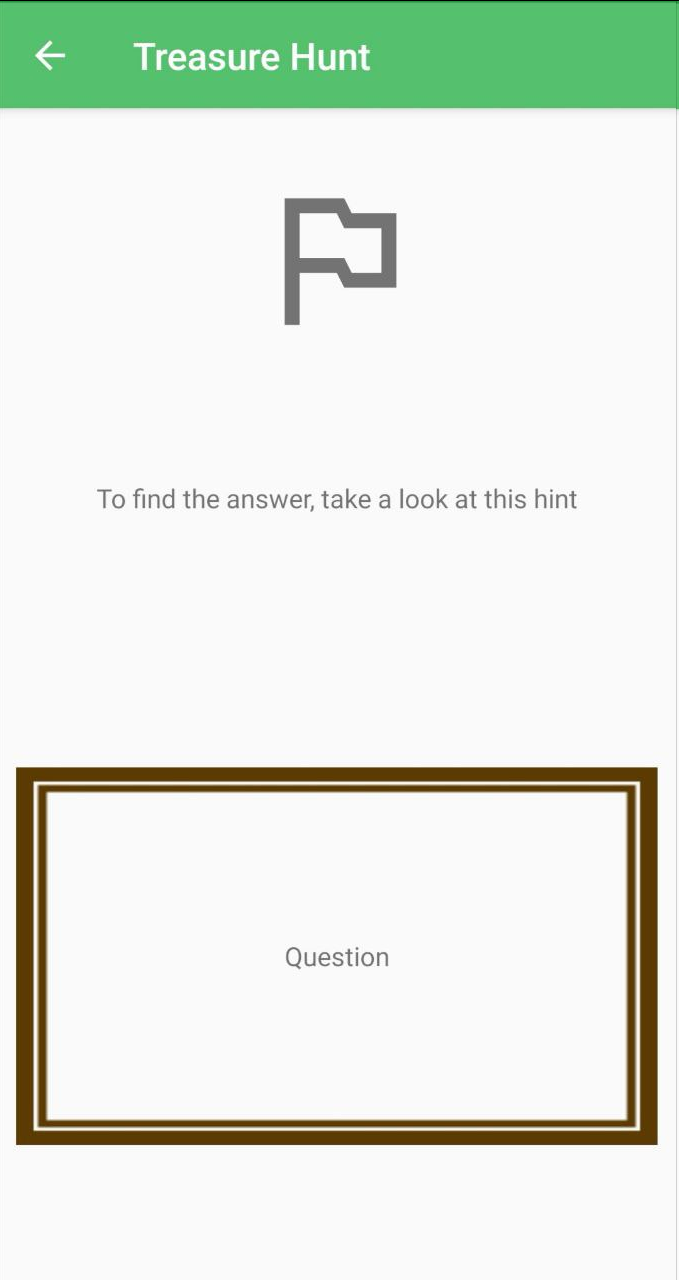 Treasure Hunt
To find the answer, take a look at this hint
Question